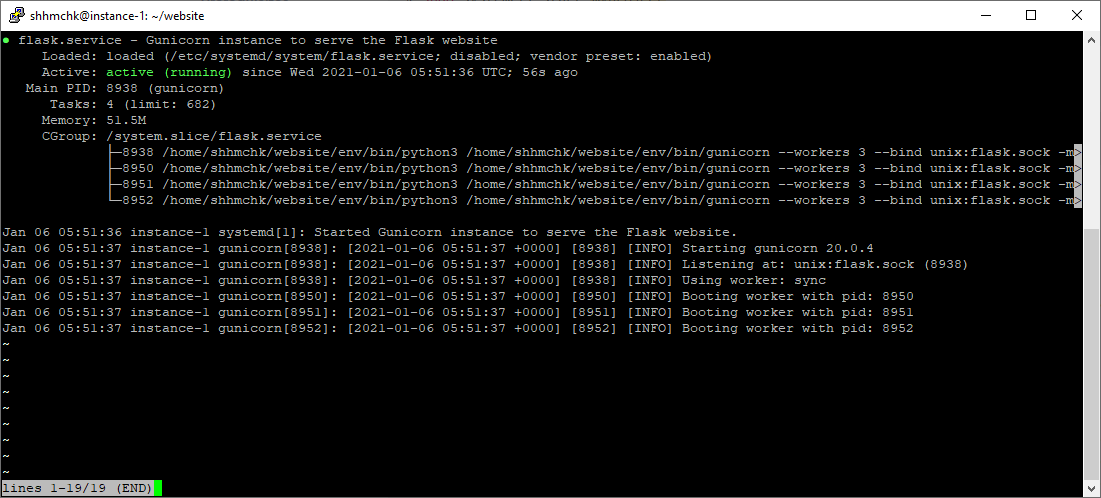 shhmchk@instance-1: ~/website
● flask.service - Gunicorn instance to serve the Flask website
     Loaded: loaded (/etc/systemd/system/flask.service; disabled; vendor preset: enabled)
     Active: active (running) since Wed 2021-01-06 05:51:36 UTC; 56s ago
   Main PID: 8938 (gunicorn)
      Tasks: 4 (limit: 682)
     Memory: 51.5M
     CGroup: /system.slice/flask.service
             ├─8938 /home/shhmchk/website/env/bin/python3 /home/shhmchk/website/env/bin/gunicorn --workers 3 --bind unix:flask.sock -m>
             ├─8950 /home/shhmchk/website/env/bin/python3 /home/shhmchk/website/env/bin/gunicorn --workers 3 --bind unix:flask.sock -m>
             ├─8951 /home/shhmchk/website/env/bin/python3 /home/shhmchk/website/env/bin/gunicorn --workers 3 --bind unix:flask.sock -m>
             └─8952 /home/shhmchk/website/env/bin/python3 /home/shhmchk/website/env/bin/gunicorn --workers 3 --bind unix:flask.sock -m>

Jan 06 05:51:36 instance-1 systemd[1]: Started Gunicorn instance to serve the Flask website.
Jan 06 05:51:37 instance-1 gunicorn[8938]: [2021-01-06 05:51:37 +0000] [8938] [INFO] Starting gunicorn 20.0.4
Jan 06 05:51:37 instance-1 gunicorn[8938]: [2021-01-06 05:51:37 +0000] [8938] [INFO] Listening at: unix:flask.sock (8938)
Jan 06 05:51:37 instance-1 gunicorn[8938]: [2021-01-06 05:51:37 +0000] [8938] [INFO] Using worker: sync
Jan 06 05:51:37 instance-1 gunicorn[8950]: [2021-01-06 05:51:37 +0000] [8950] [INFO] Booting worker with pid: 8950
Jan 06 05:51:37 instance-1 gunicorn[8951]: [2021-01-06 05:51:37 +0000] [8951] [INFO] Booting worker with pid: 8951
Jan 06 05:51:37 instance-1 gunicorn[8952]: [2021-01-06 05:51:37 +0000] [8952] [INFO] Booting worker with pid: 8952
~
~
~
~
~
~
~
~
~
lines 1-19/19 (END)